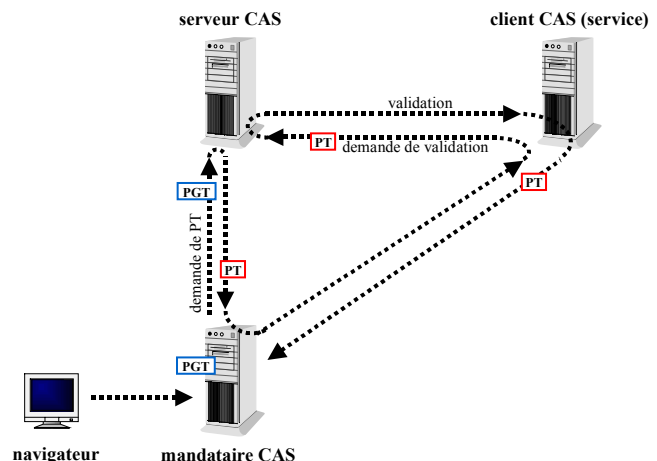 serveur CAS
client CAS (service)
validation
PT
demande de validation
PT
PGT
demande de PT
PT
PGT
navigateur
mandataire CAS